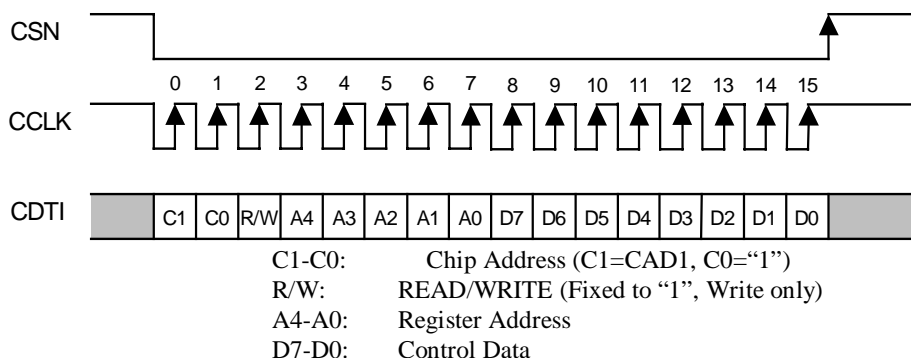 CSN
0 1 2 3 4 5 6 7 8 9 10 11 12 13 14 15
CCLK
CDTI C1 C0 R/W A4 A3 A2 A1 A0 D7 D6 D5 D4 D3 D2 D1 D0
C1-C0: Chip Address (C1=CAD1, C0=“1”)
R/W: READ/WRITE (Fixed to “1”, Write only)
A4-A0: Register Address
D7-D0: Control Data